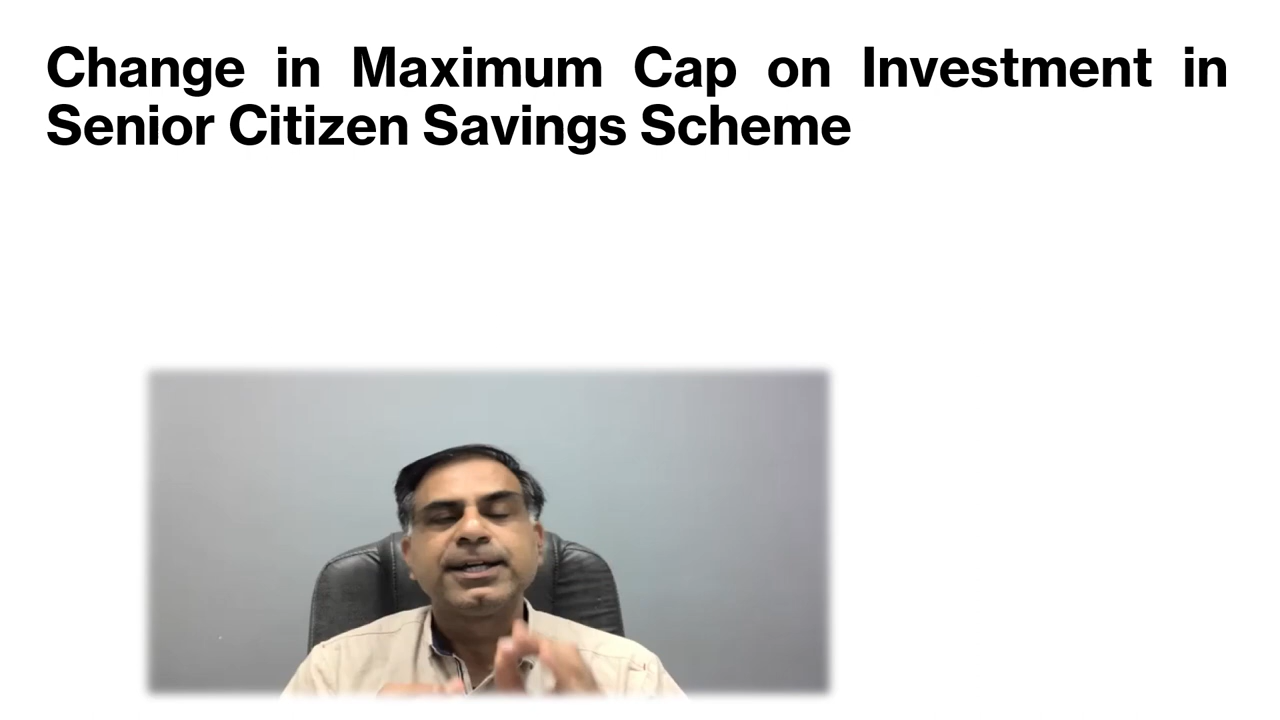 Change in Maximum Cap on Investment in
Senior Citizen Savings Scheme